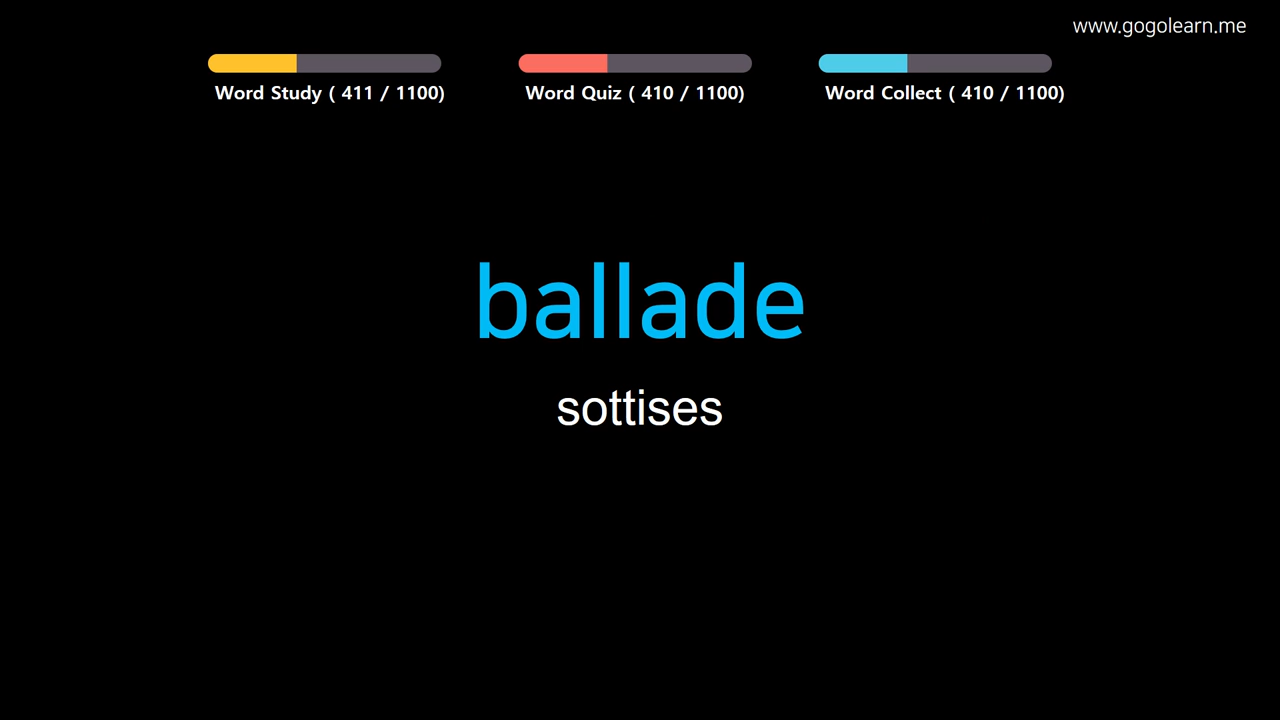 www.gogolearn.me
Word Study ( 411 / 1100)
Word Quiz ( 410 / 1100)
Word Collect ( 410 / 1100)
ballade
sottises